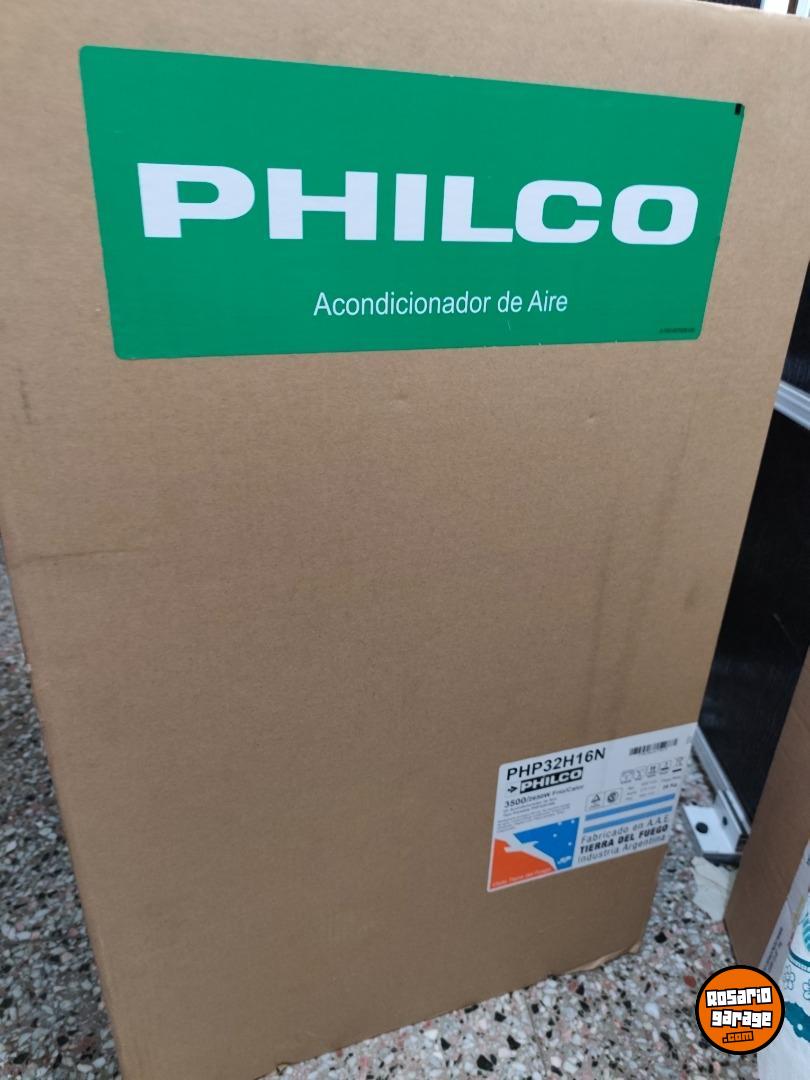 PHILCO
Acondicionador de Aire
PHP32H16N
PHILCO
3500/2650W Frio/Calor
Fabricado en A.A.E.
TIERRA DEL FUEGO
Industria Argentina
Rosario
garage
.com